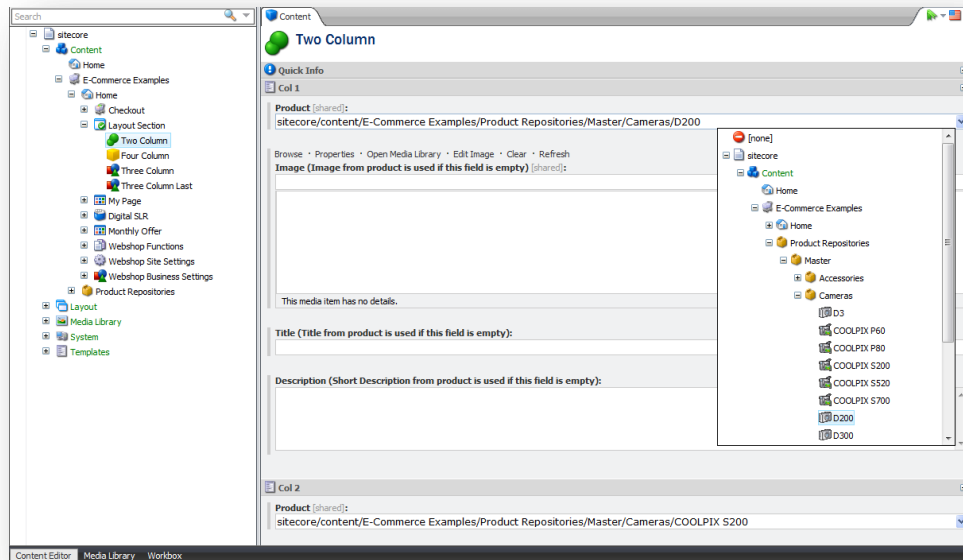 Search
sitecore
Content
Home
E-Commerce Examples
Home
Checkout
Layout Section
Two Column
Four Column
Three Column
Three Column Last
My Page
Digital SLR
Monthly Offer
Webshop Functions
Webshop Site Settings
Webshop Business Settings
Product Repositories
Layout
Media Library
System
Templates
Content
Two Column
Quick Info
Col 1
Product [shared]:
sitecore/content/E-Commerce Examples/Product Repositories/Master/Cameras/D200
Browse · Properties · Open Media Library · Edit Image · Clear · Refresh
Image (Image from product is used if this field is empty) [shared]:
This media item has no details.
Title (Title from product is used if this field is empty):
Description (Short Description from product is used if this field is empty):
[none]
sitecore
Content
Home
E-Commerce Examples
Home
Product Repositories
Master
Accessories
Cameras
D3
COOLPIX P60
COOLPIX P80
COOLPIX S200
COOLPIX S520
COOLPIX S700
D200
D300
Col 2
Product [shared]:
sitecore/content/E-Commerce Examples/Product Repositories/Master/Cameras/COOLPIX S200
Content Editor Media Library Workbox